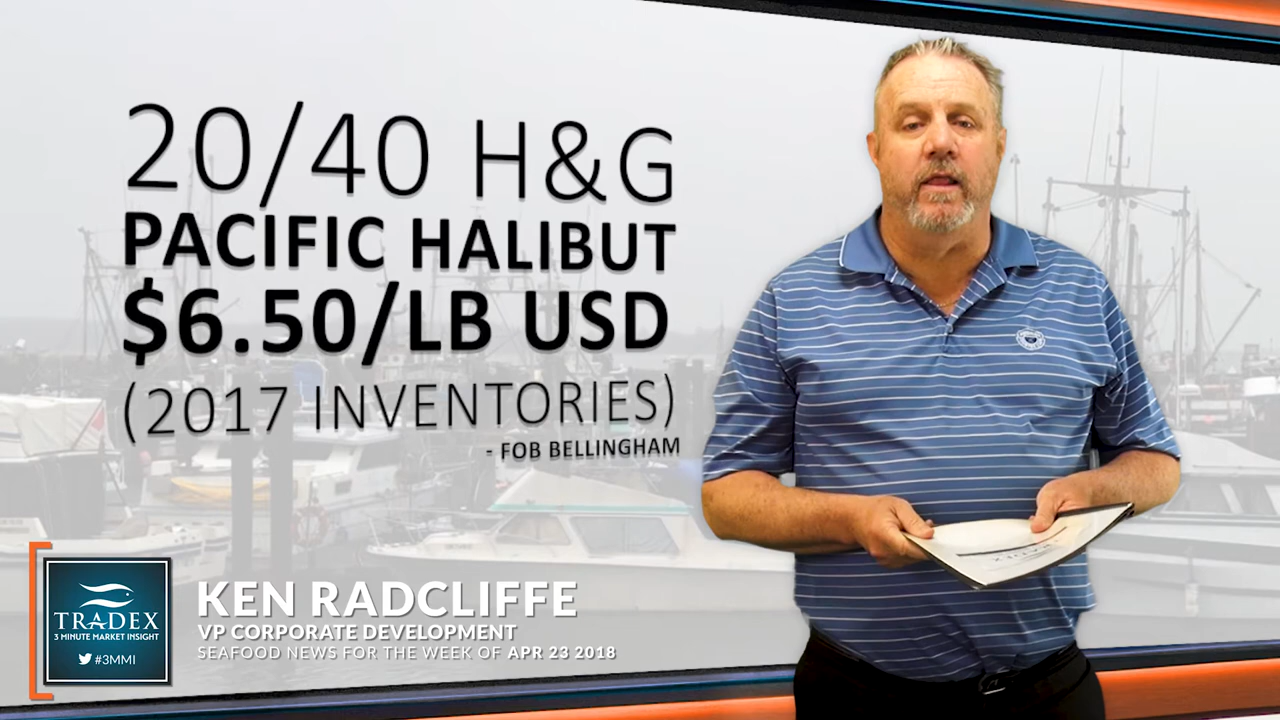 20/40 H&G
PACIFIC HALIBUT
$6.50/LB USD
(2017 INVENTORIES)
- FOB BELLINGHAM
TRADEX
3 MINUTE MARKET INSIGHT
#3MMI
KEN RADCLIFFE
VP CORPORATE DEVELOPMENT
SEAFOOD NEWS FOR THE WEEK OF APR 23 2018